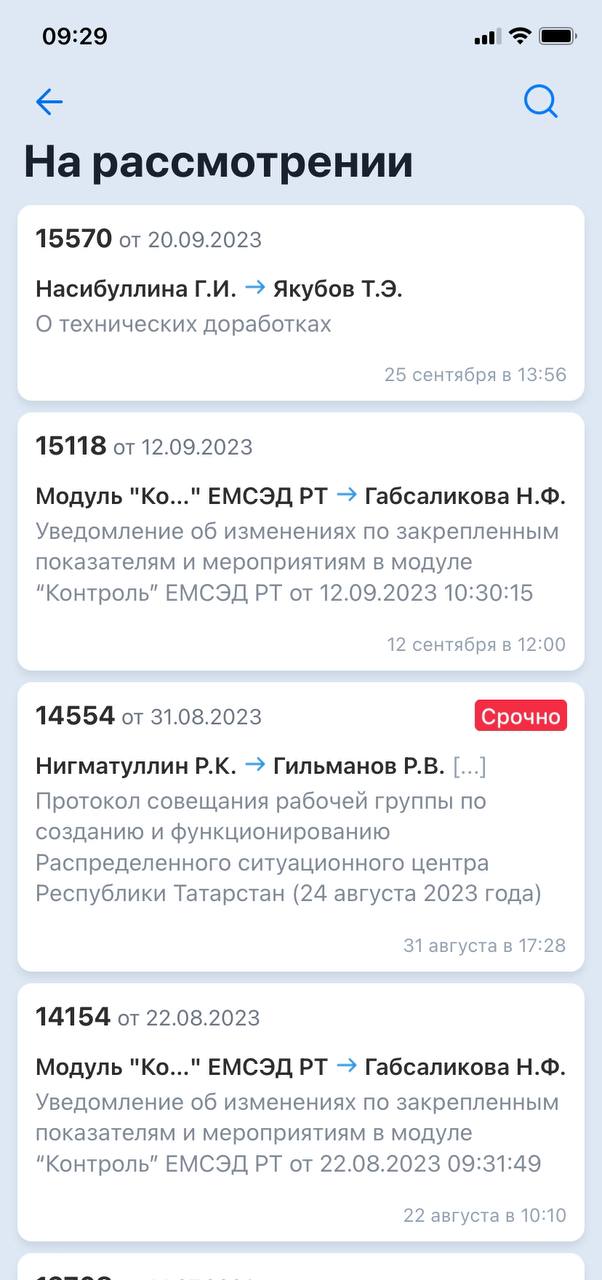 09:29
На рассмотрении
15570 от 20.09.2023
Насибуллина Г.И. → Якубов Т.Э.
О технических доработках
25 сентября в 13:56
15118 от 12.09.2023
Модуль "Ко..." ЕМСЭД РТ → Габсаликова Н.Ф.
Уведомление об изменениях по закрепленным
показателям и мероприятиям в модуле
“Контроль” ЕМСЭД РТ от 12.09.2023 10:30:15
12 сентября в 12:00
14554 от 31.08.2023 Срочно
Нигматуллин Р.К. → Гильманов Р.В. [...]
Протокол совещания рабочей группы по
созданию и функционированию
Распределенного ситуационного центра
Республики Татарстан (24 августа 2023 года)
31 августа в 17:28
14154 от 22.08.2023
Модуль "Ко..." ЕМСЭД РТ → Габсаликова Н.Ф.
Уведомление об изменениях по закрепленным
показателям и мероприятиям в модуле
“Контроль” ЕМСЭД РТ от 22.08.2023 09:31:49
22 августа в 10:10